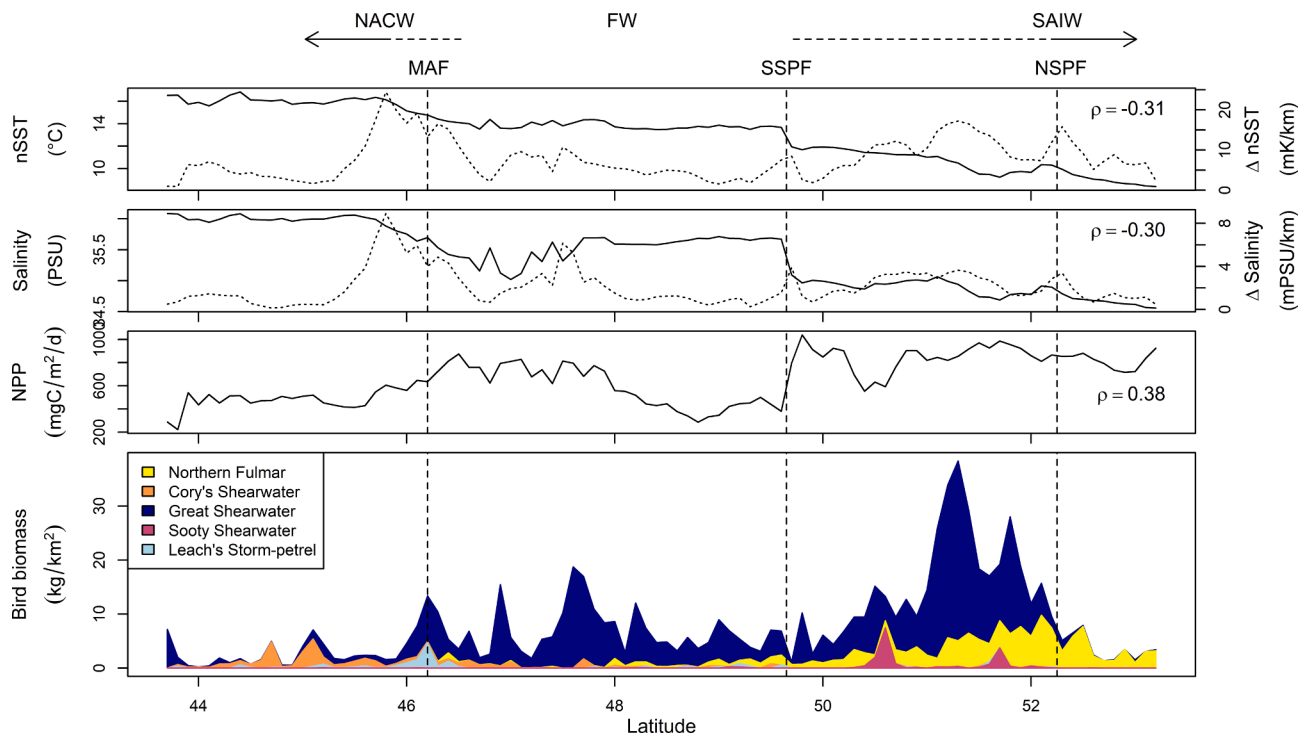 NACW FW SAIW
MAF SSPF NSPF
nSST
(°C)
10 14
ρ = -0.31
0 5 10 20
Δ nSST
(mK/km)
Salinity
(PSU)
34.5 35.5
ρ = -0.30
0 2 4 6 8
Δ Salinity
(mPSU/km)
NPP
(mgC/m²/d)
200 600 1000
ρ = 0.38
Bird biomass
(kg/km²)
0 10 20 30
Northern Fulmar
Cory's Shearwater
Great Shearwater
Sooty Shearwater
Leach's Storm-petrel
44 46 48 50 52
Latitude